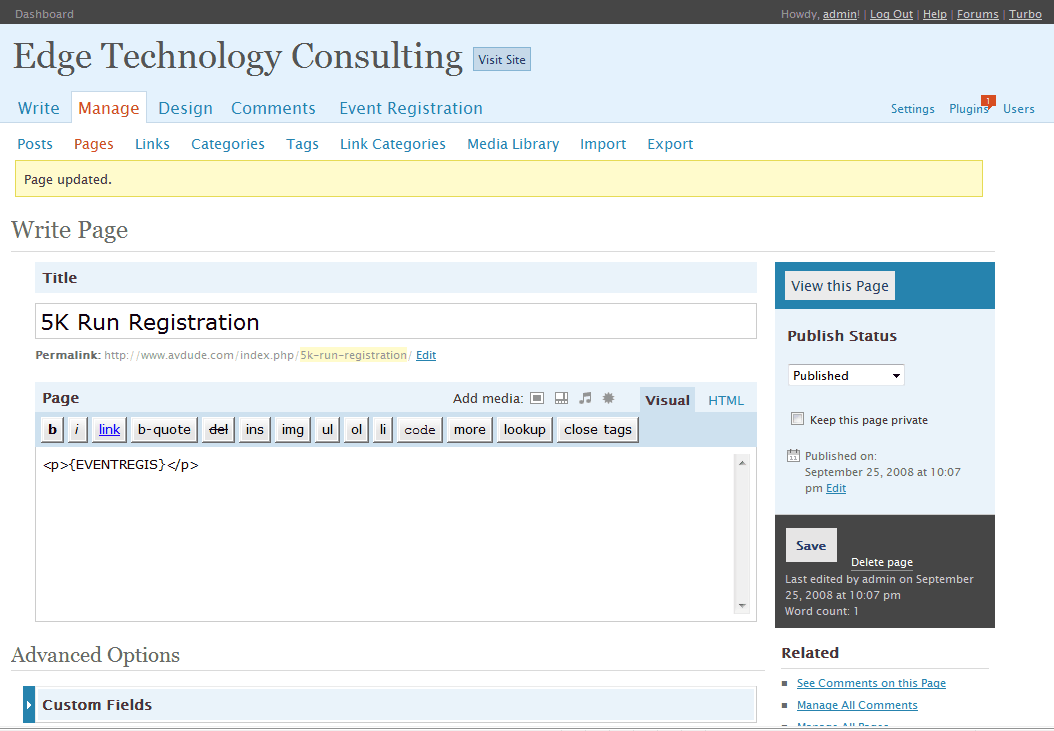 Dashboard Howdy, admin! | Log Out | Help | Forums | Turbo
Edge Technology Consulting Visit Site
Write Manage Design Comments Event Registration Settings Plugins 1 Users
Posts Pages Links Categories Tags Link Categories Media Library Import Export
Page updated.
Write Page
Title
5K Run Registration
Permalink: http://www.avdude.com/index.php/5k-run-registration/ Edit
Page Add media: Visual HTML
b i link b-quote del ins img ul ol li code more lookup close tags
<p>{EVENTREGIS}</p>
View this Page
Publish Status
Published
Keep this page private
11 Published on:
September 25, 2008 at 10:07
pm Edit
Save Delete page
Last edited by admin on September
25, 2008 at 10:07 pm
Word count: 1
Related
See Comments on this Page
Manage All Comments
Manage All Pages
Advanced Options
Custom Fields